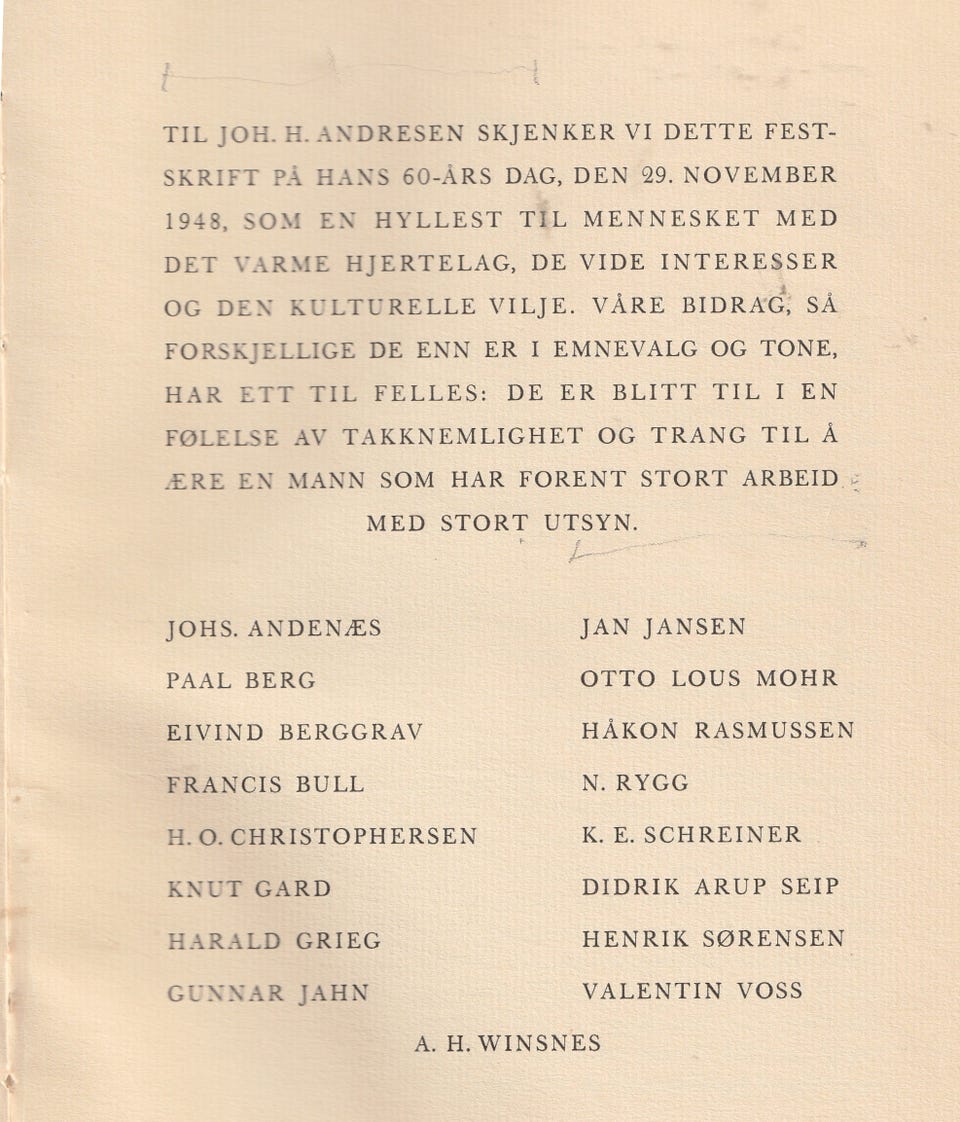 TIL JOH. H. ANDRESEN SKJENKER VI DETTE FEST-
SKRIFT PÅ HANS 60-ÅRS DAG, DEN 29. NOVEMBER
1948, SOM EN HYLLEST TIL MENNESKET MED
DET VARME HJERTELAG, DE VIDE INTERESSER
OG DEN KULTURELLE VILJE. VÅRE BIDRAG, SÅ
FORSKJELLIGE DE ENN ER I EMNEVALG OG TONE,
HAR ETT TIL FELLES: DE ER BLITT TIL I EN
FØLELSE AV TAKKNEMLIGHET OG TRANG TIL Å
ÆRE EN MANN SOM HAR FORENT STORT ARBEID
MED STORT UTSYN.
JOHS. ANDENÆS
PAAL BERG
EIVIND BERGGRAV
FRANCIS BULL
H. O. CHRISTOPHERSEN
KNUT GARD
HARALD GRIEG
GUNNAR JAHN
JAN JANSEN
OTTO LOUS MOHR
HÅKON RASMUSSEN
N. RYGG
K. E. SCHREINER
DIDRIK ARUP SEIP
HENRIK SØRENSEN
VALENTIN VOSS
A. H. WINSNES